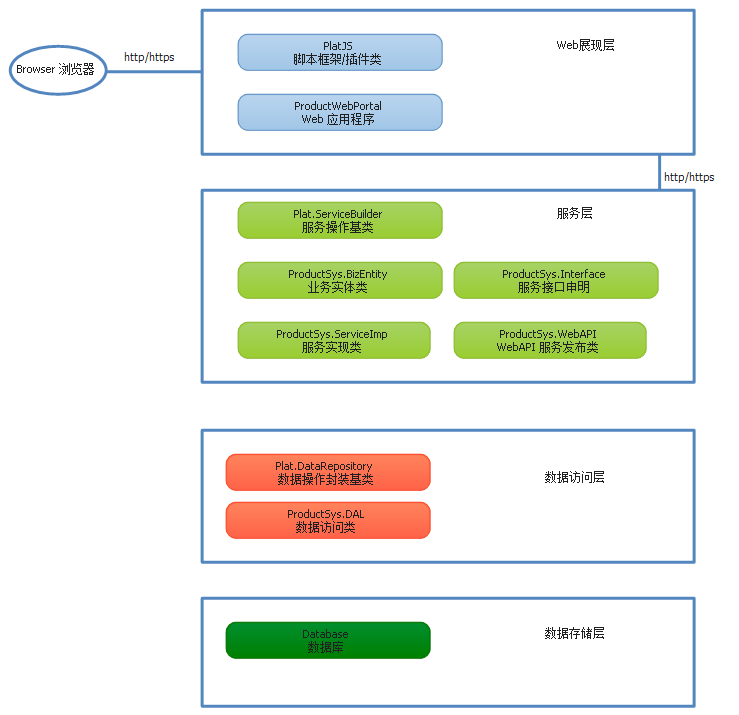 Browser 浏览器
http/https
Web展现层
PlatJS
脚本框架/插件类
ProductWebPortal
Web 应用程序
http/https
服务层
Plat.ServiceBuilder
服务操作基类
ProductSys.BizEntity
业务实体类
ProductSys.Interface
服务接口申明
ProductSys.ServiceImp
服务实现类
ProductSys.WebAPI
WebAPI 服务发布类
数据访问层
Plat.DataRepository
数据操作封装基类
ProductSys.DAL
数据访问类
数据存储层
Database
数据库